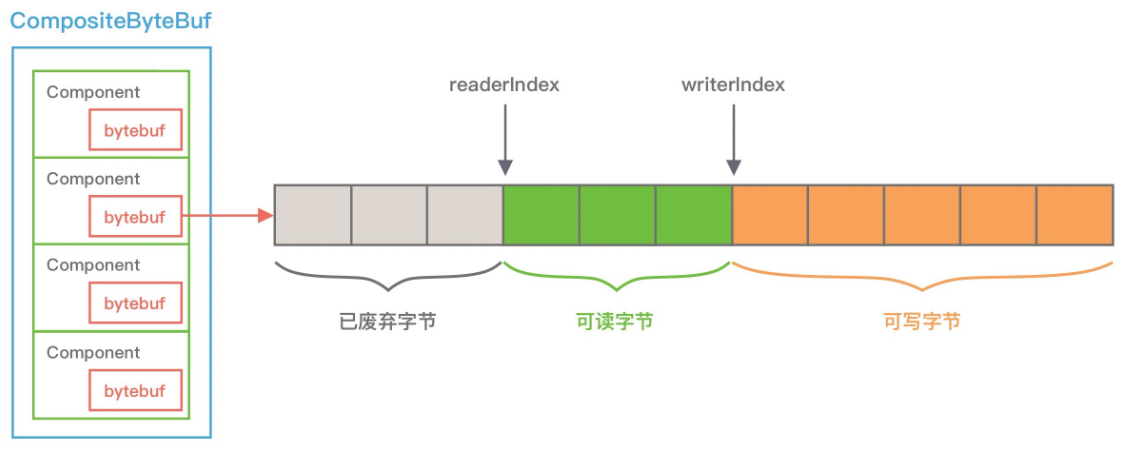 CompositeByteBuf
Component
bytebuf
Component
bytebuf
Component
bytebuf
Component
bytebuf
readerIndex
writerIndex
已废弃字节
可读字节
可写字节